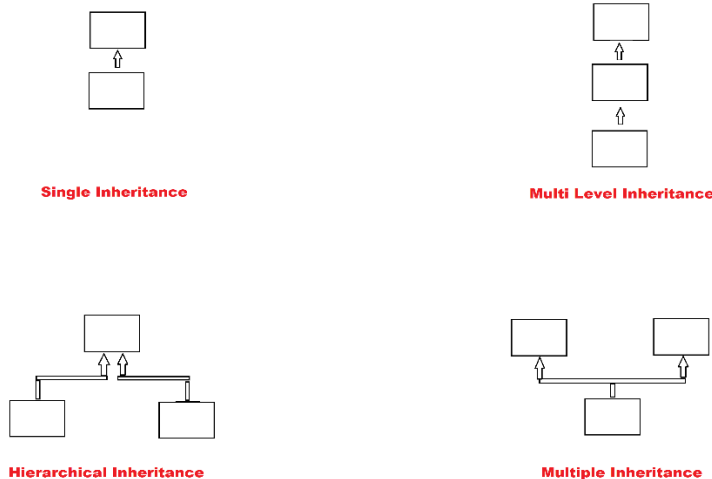 Single Inheritance
Multi Level Inheritance
Hierarchical Inheritance
Multiple Inheritance